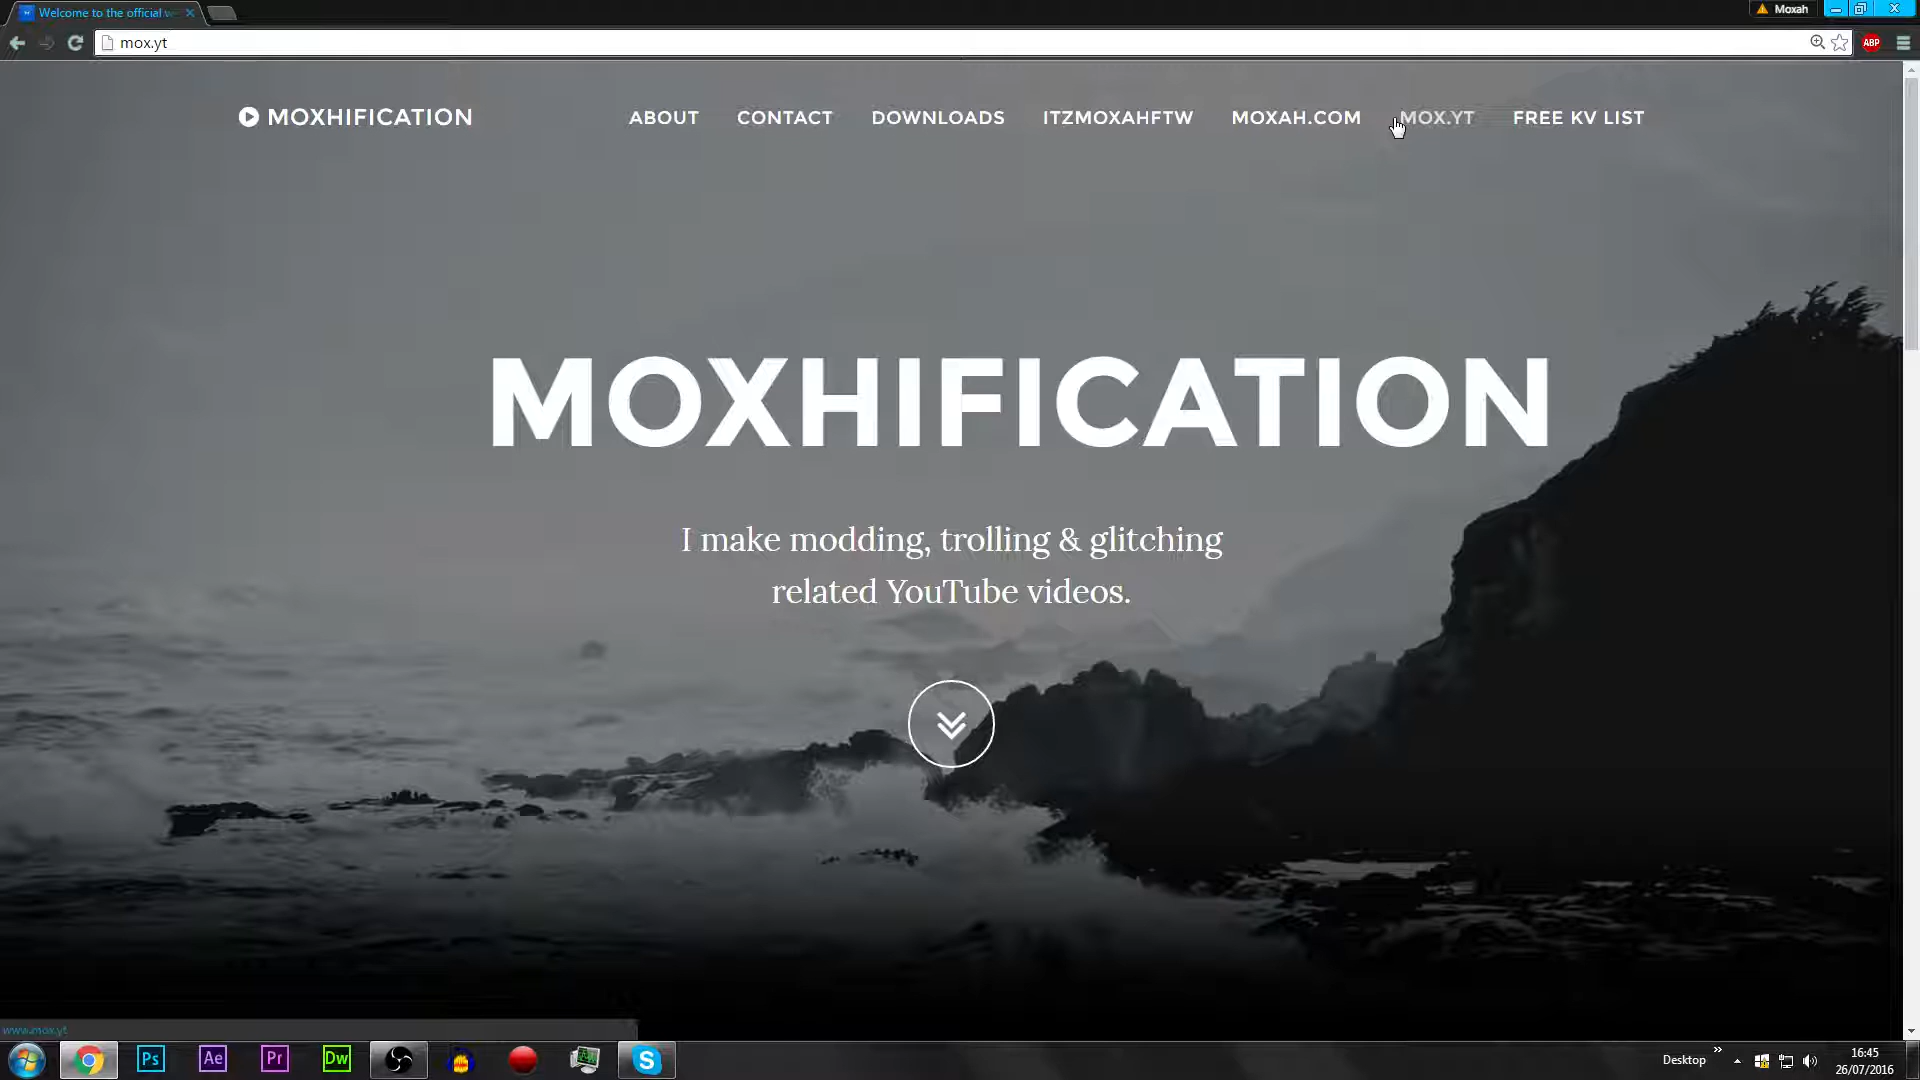 Welcome to the official w
Moxah
mox.yt
ABP
MOXHIFICATION
ABOUT
CONTACT
DOWNLOADS
ITZMOXAHFTW
MOXAH.COM
MOX.YT
FREE KV LIST
MOXHIFICATION
I make modding, trolling & glitching
related YouTube videos.
www.mox.yt
Ps
Ae
Pr
Dw
Desktop
16:45
26/07/2016